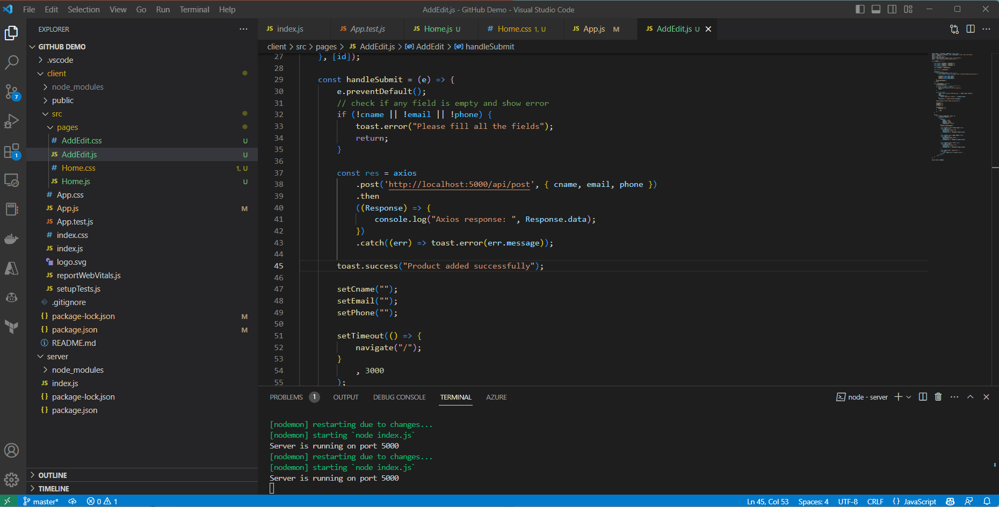 File Edit Selection View Go Run Terminal Help
AddEdit.js - GitHub Demo - Visual Studio Code
EXPLORER
GITHUB DEMO
.vscode
client
node_modules
public
src
pages
AddEdit.css U
AddEdit.js U
Home.css 1, U
Home.js U
App.css
App.js M
App.test.js
index.css
index.js
logo.svg
reportWebVitals.js
setupTests.js
.gitignore
package-lock.json M
package.json M
README.md
server
node_modules
index.js
package-lock.json
package.json
OUTLINE
TIMELINE
7
1
JS index.js JS App.test.js JS Home.js U # Home.css 1, U JS App.js M JS AddEdit.js U
client > src > pages > JS AddEdit.js > AddEdit > handleSubmit
27 }, [id]);
28
29 const handleSubmit = (e) => {
30 e.preventDefault();
31 // check if any field is empty and show error
32 if (!cname || !email || !phone) {
33 toast.error("Please fill all the fields");
34 return;
35 }
36
37 const res = axios
38 .post('http://localhost:5000/api/post', { cname, email, phone })
39 .then
40 ((Response) => {
41 console.log("Axios response: ", Response.data);
42 })
43 .catch((err) => toast.error(err.message));
44
45 toast.success("Product added successfully");
46
47 setCname("");
48 setEmail("");
49 setPhone("");
50
51 setTimeout(() => {
52 navigate("/");
53 }
54 , 3000
55 );
PROBLEMS 1 OUTPUT DEBUG CONSOLE TERMINAL AZURE
node - server
[nodemon] restarting due to changes...
[nodemon] starting `node index.js`
Server is running on port 5000
[nodemon] restarting due to changes...
[nodemon] starting `node index.js`
Server is running on port 5000
master* 0 1 Ln 45, Col 53 Spaces: 4 UTF-8 CRLF {} JavaScript